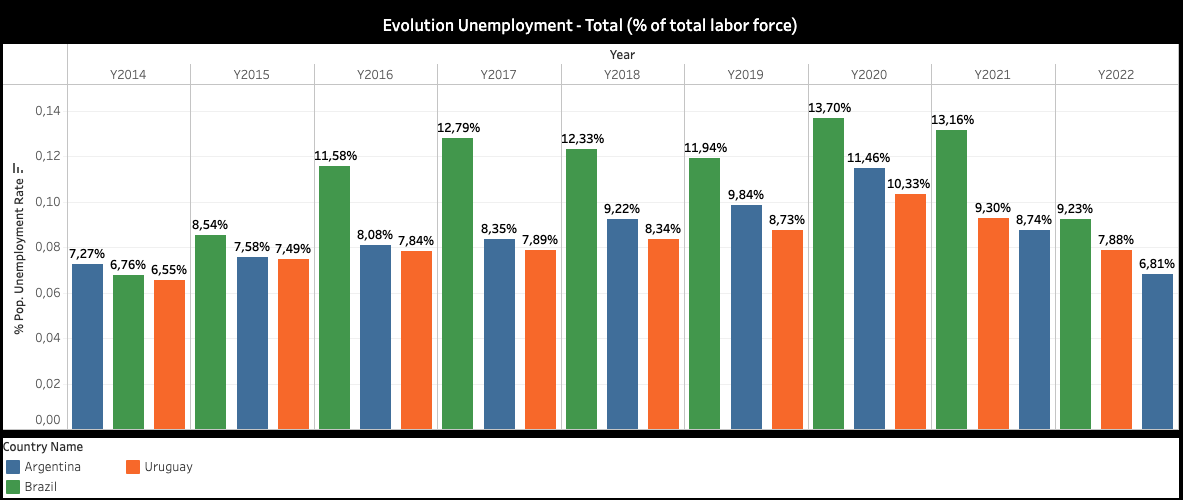 Evolution Unemployment - Total (% of total labor force)
Year
Y2014 Y2015 Y2016 Y2017 Y2018 Y2019 Y2020 Y2021 Y2022
% Pop. Unemployment Rate
0,14
0,12
0,10
0,08
0,06
0,04
0,02
0,00
7,27% 6,76% 6,55%
8,54% 7,58% 7,49%
11,58% 8,08% 7,84%
12,79% 8,35% 7,89%
12,33% 9,22% 8,34%
11,94% 9,84% 8,73%
13,70% 11,46% 10,33%
13,16% 9,30% 8,74%
9,23% 7,88% 6,81%
Country Name
Argentina Uruguay
Brazil